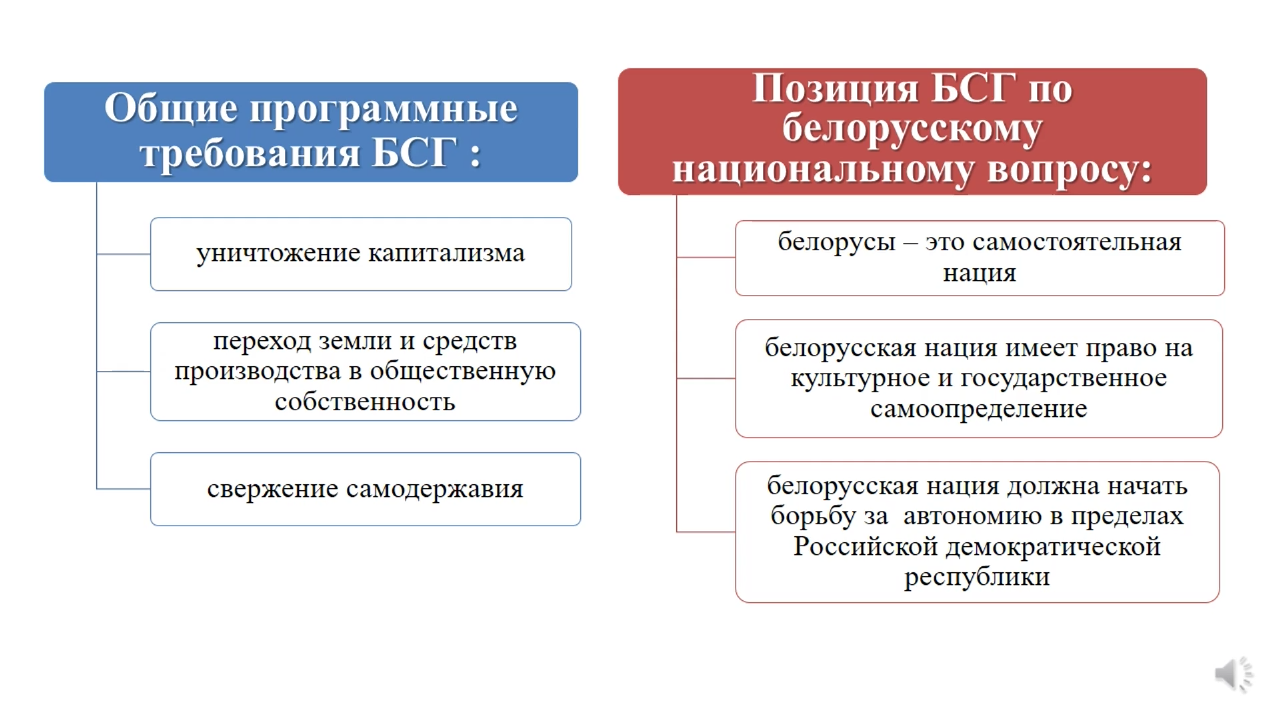 Общие программные
требования БСГ :
уничтожение капитализма
переход земли и средств
производства в общественную
собственность
свержение самодержавия
Позиция БСГ по
белорусскому
национальному вопросу:
белорусы – это самостоятельная
нация
белорусская нация имеет право на
культурное и государственное
самоопределение
белорусская нация должна начать
борьбу за  автономию в пределах
Российской демократической
республики